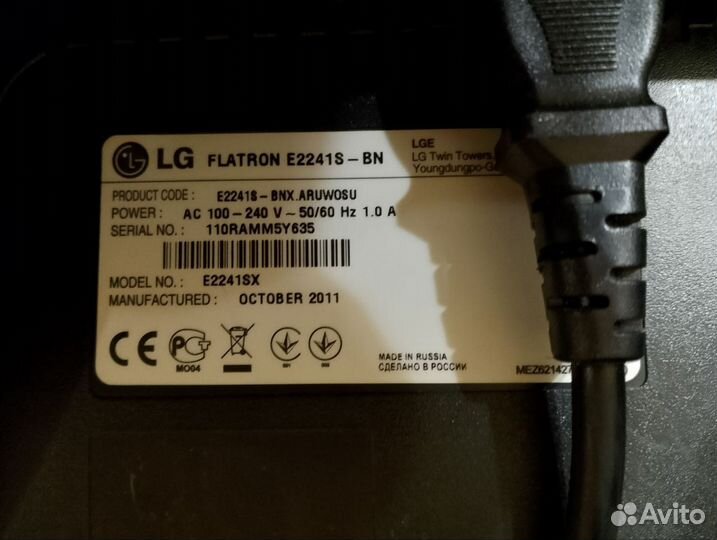 LG FLATRON E2241S-BN
LGE
LG Twin Towers,
PRODUCT CODE : E2241S-BNX.ARUWOSU
POWER : AC 100-240 V ~ 50/60 Hz 1.0 A
SERIAL NO. : 110RAMM5Y635
MODEL NO. : E2241SX
MANUFACTURED : OCTOBER 2011
CE
MO04
MADE IN RUSSIA
СДЕЛАНО В РОССИИ
Avito